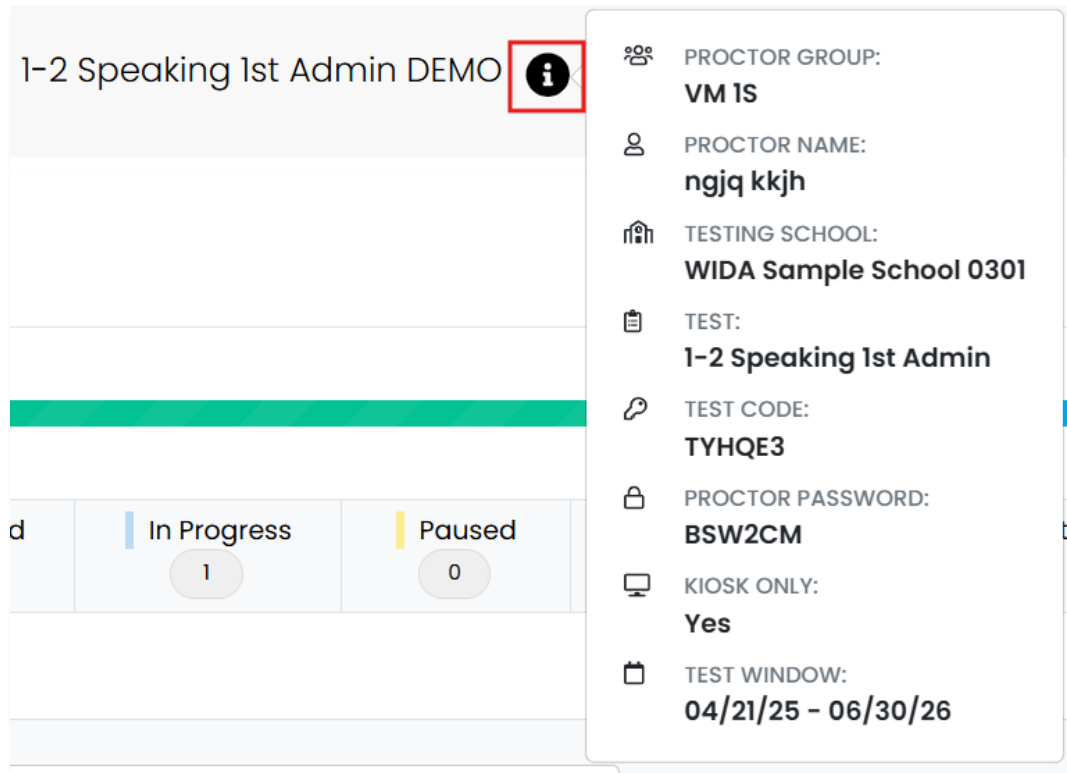 1-2 Speaking 1st Admin DEMO
PROCTOR GROUP:
VM 1S
PROCTOR NAME:
ngjq kkjh
TESTING SCHOOL:
WIDA Sample School 0301
TEST:
1-2 Speaking 1st Admin
TEST CODE:
TYHQE3
PROCTOR PASSWORD:
BSW2CM
KIOSK ONLY:
Yes
TEST WINDOW:
04/21/25 - 06/30/26
d
In Progress
1
Paused
0